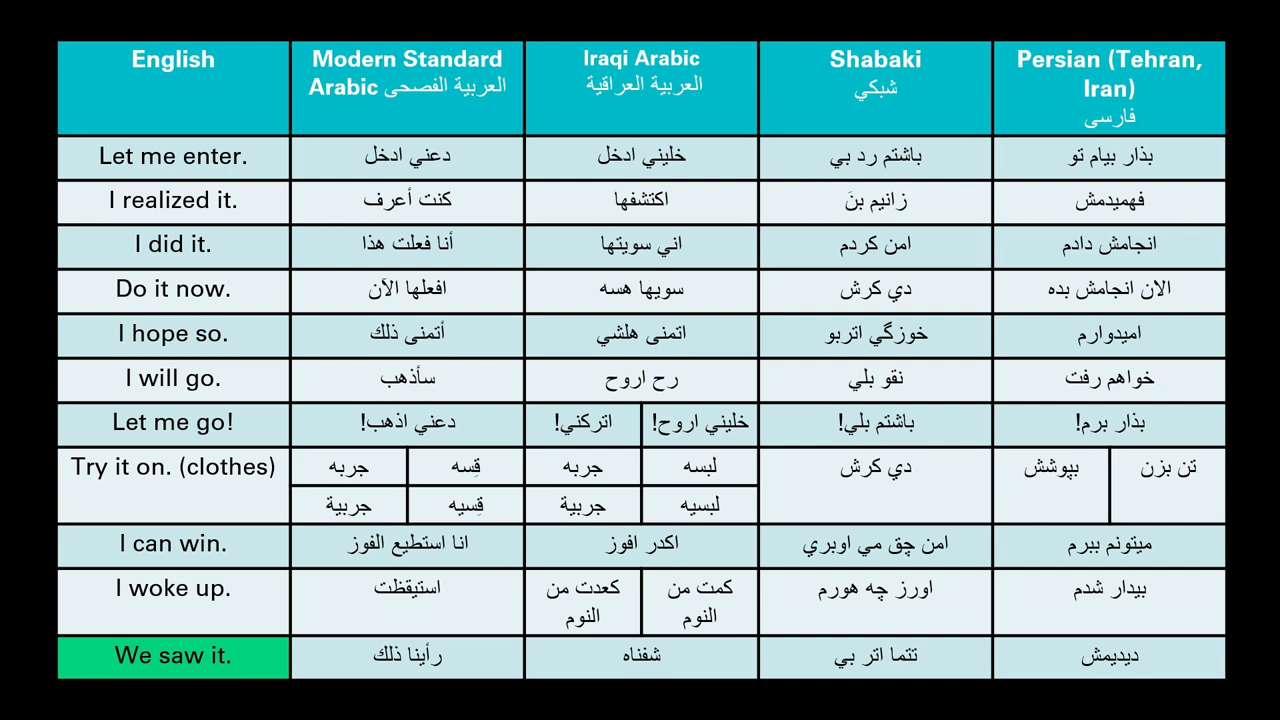 English
Modern Standard
Arabic العربية الفصحى
Iraqi Arabic
العربية العراقية
Shabaki
شبكي
Persian (Tehran,
Iran)
فارسی
Let me enter.
دعني ادخل
خليني ادخل
باشتم رد بي
بذار بيام تو
I realized it.
كنت أعرف
اكتشفها
زانيم بنَ
فهميدمش
I did it.
أنا فعلت هذا
اني سويتها
امن كردم
انجامش دادم
Do it now.
افعلها الآن
سويها هسه
دي كرش
الان انجامش بده
I hope so.
أتمنى ذلك
اتمنى هلشي
خوزگي اتربو
اميدوارم
I will go.
سأذهب
رح اروح
نقو بلي
خواهم رفت
Let me go!
دعني اذهب!
اتركني!
خليني اروح!
باشتم بلي!
بذار برم!
Try it on. (clothes)
جربه
قِسه
جربه
لبسه
دي كرش
بپوشش
تن بزن
جربية
قِسيه
جربية
لبسيه
I can win.
انا استطيع الفوز
اكدر افوز
امن چق مي اوبري
ميتونم ببرم
I woke up.
استيقظت
كعدت من
النوم
كمت من
النوم
اورز چه هورم
بيدار شدم
We saw it.
رأينا ذلك
شفناه
تتما اتر بي
ديديمش